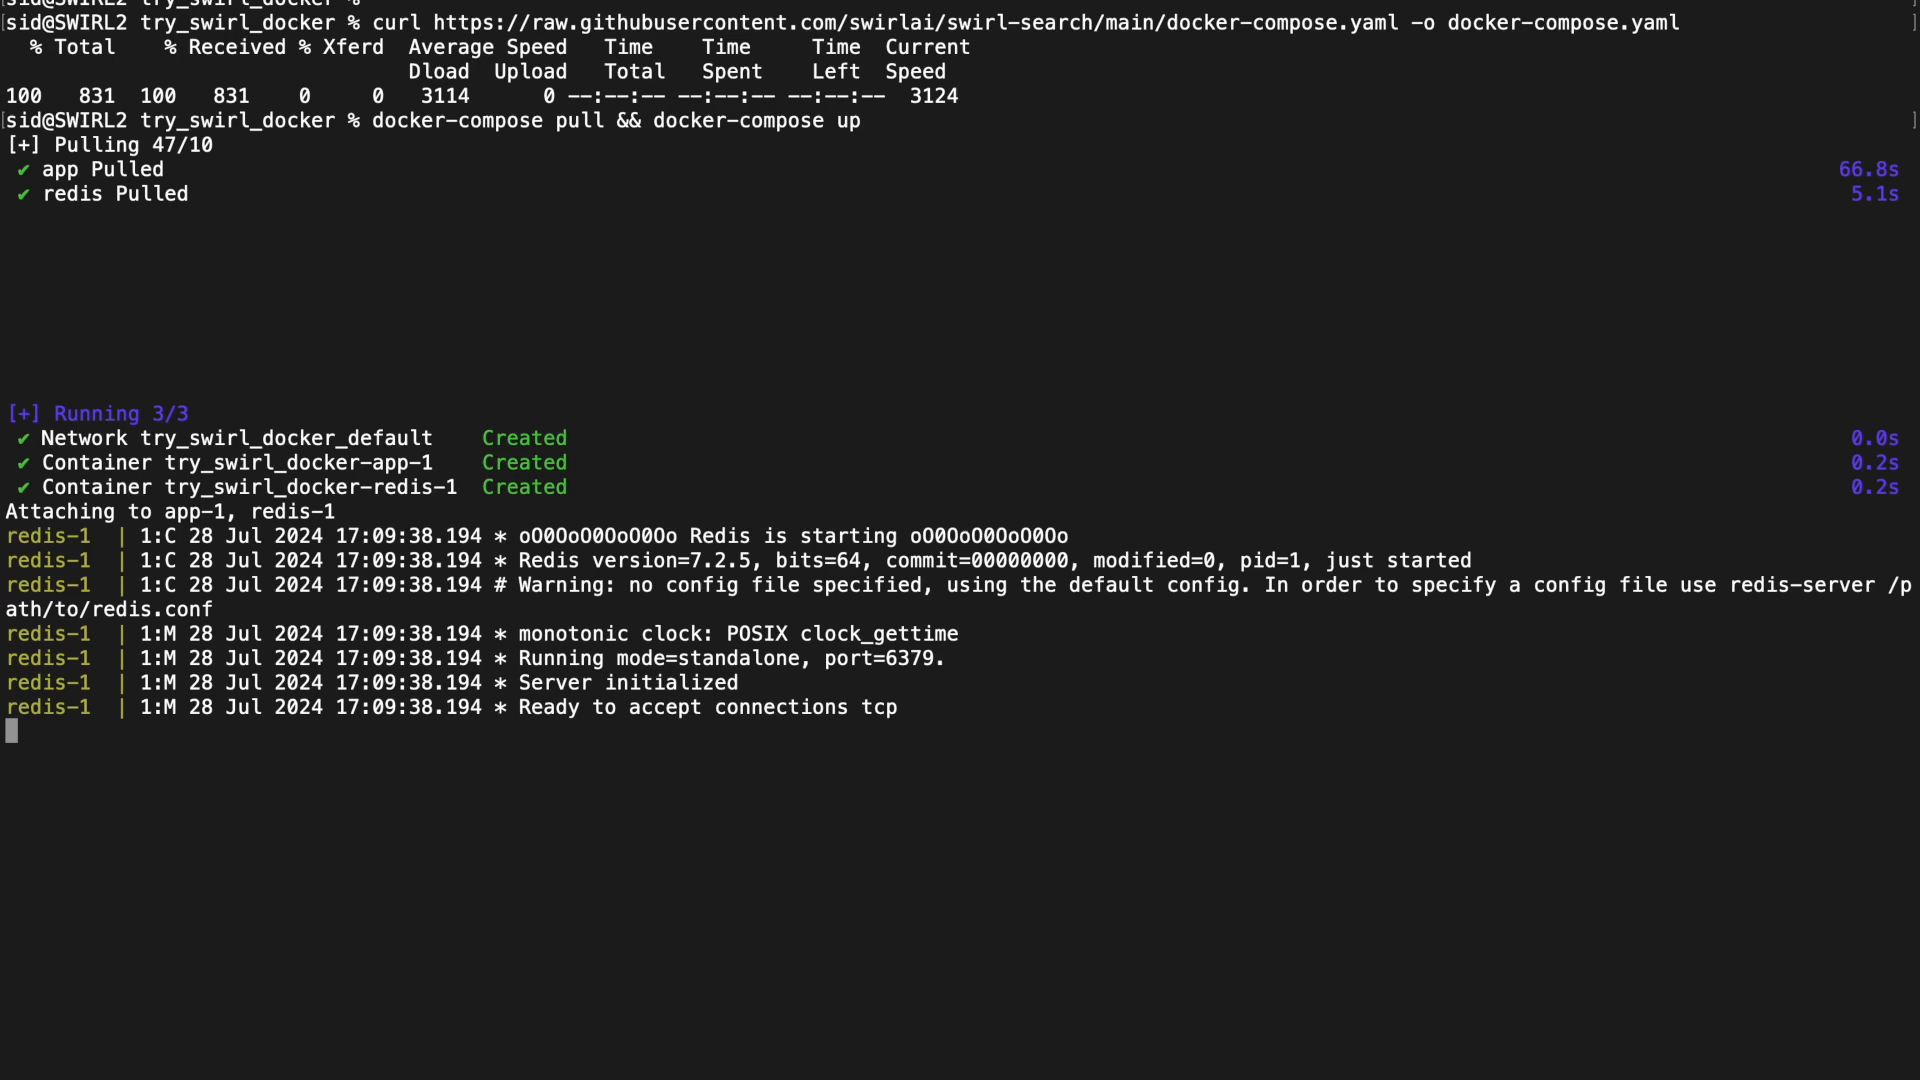 sid@SWIRL2 try_swirl_docker %
[sid@SWIRL2 try_swirl_docker % curl https://raw.githubusercontent.com/swirlai/swirl-search/main/docker-compose.yaml -o docker-compose.yaml ]
% Total % Received % Xferd Average Speed Time Time Time Current
Dload Upload Total Spent Left Speed
100 831 100 831 0 0 3114 0 --:--:-- --:--:-- --:--:-- 3124
[sid@SWIRL2 try_swirl_docker % docker-compose pull && docker-compose up ]
[+] Pulling 47/10
✔ app Pulled 66.8s
✔ redis Pulled 5.1s
[+] Running 3/3
✔ Network try_swirl_docker_default Created 0.0s
✔ Container try_swirl_docker-app-1 Created 0.2s
✔ Container try_swirl_docker-redis-1 Created 0.2s
Attaching to app-1, redis-1
redis-1 | 1:C 28 Jul 2024 17:09:38.194 * oO0OoO0OoO0Oo Redis is starting oO0OoO0OoO0Oo
redis-1 | 1:C 28 Jul 2024 17:09:38.194 * Redis version=7.2.5, bits=64, commit=00000000, modified=0, pid=1, just started
redis-1 | 1:C 28 Jul 2024 17:09:38.194 # Warning: no config file specified, using the default config. In order to specify a config file use redis-server /p
ath/to/redis.conf
redis-1 | 1:M 28 Jul 2024 17:09:38.194 * monotonic clock: POSIX clock_gettime
redis-1 | 1:M 28 Jul 2024 17:09:38.194 * Running mode=standalone, port=6379.
redis-1 | 1:M 28 Jul 2024 17:09:38.194 * Server initialized
redis-1 | 1:M 28 Jul 2024 17:09:38.194 * Ready to accept connections tcp